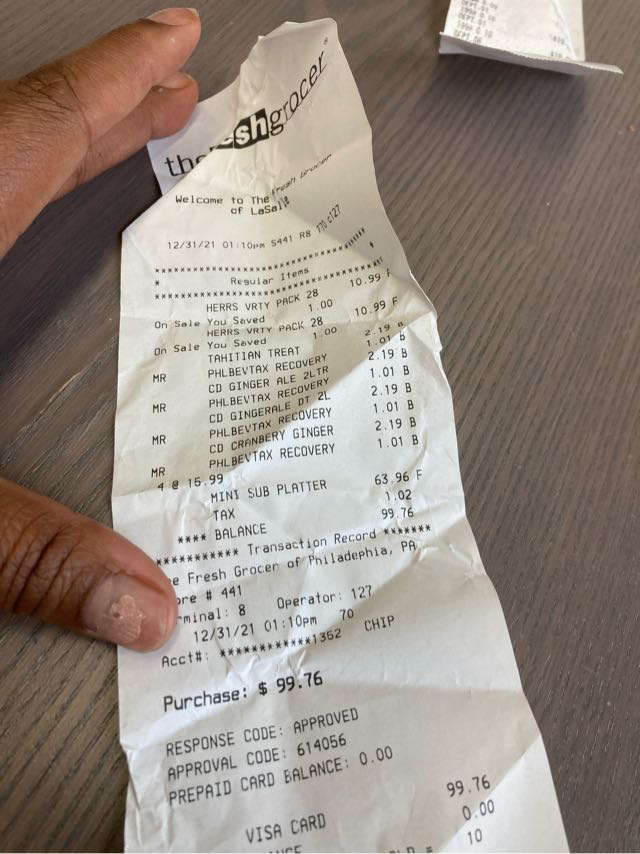 the eshgrocer®
Welcome to The Fresh Grocer
of LaSalle
12/31/21 01:10pm S441 R8 770 c127
*******************************
* Regular Items *
*******************************
HERRS VRTY PACK 28 10.99 F
On Sale You Saved 1.00
HERRS VRTY PACK 28 10.99 F
On Sale You Saved 1.00
TAHITIAN TREAT 2.19 B
MR PHLBEVTAX RECOVERY 1.01 B
CD GINGER ALE 2LTR 2.19 B
MR PHLBEVTAX RECOVERY 1.01 B
CD GINGERALE DT 2L 2.19 B
MR PHLBEVTAX RECOVERY 1.01 B
CD CRANBERY GINGER 2.19 B
MR PHLBEVTAX RECOVERY 1.01 B
4 @ 15.99
MINI SUB PLATTER 63.96 F
TAX 1.02
**** BALANCE 99.76
*********** Transaction Record *******
e Fresh Grocer of Philadephia, PA
ore # 441
rminal: 8 Operator: 127
12/31/21 01:10pm 70
Acct#: ************1352 CHIP
Purchase: $ 99.76
RESPONSE CODE: APPROVED
APPROVAL CODE: 614056
PREPAID CARD BALANCE: 0.00
VISA CARD 99.76
0.00
= 10